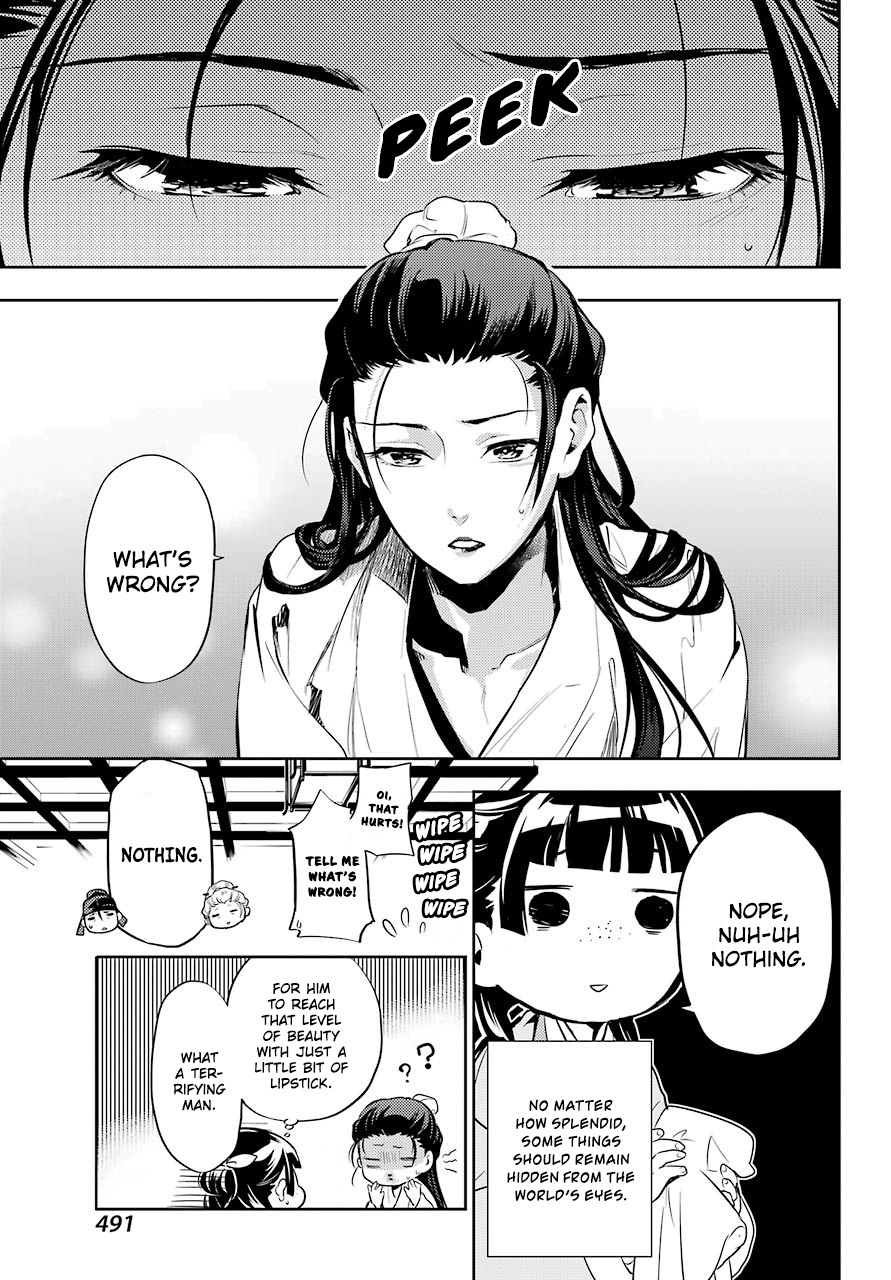 PEEK
WHAT'S
WRONG?
NOPE,
NUH-UH
NOTHING.
NO MATTER
HOW SPLENDID,
SOME THINGS
SHOULD REMAIN
HIDDEN FROM THE
WORLD'S EYES.
WIPE
WIPE
WIPE
WIPE
OI,
THAT
HURTS!
TELL ME
WHAT'S
WRONG!
NOTHING.
??
FOR HIM
TO REACH
THAT LEVEL
OF BEAUTY
WITH JUST A
LITTLE BIT OF
LIPSTICK.
WHAT
A TER-
RIFYING
MAN.
491